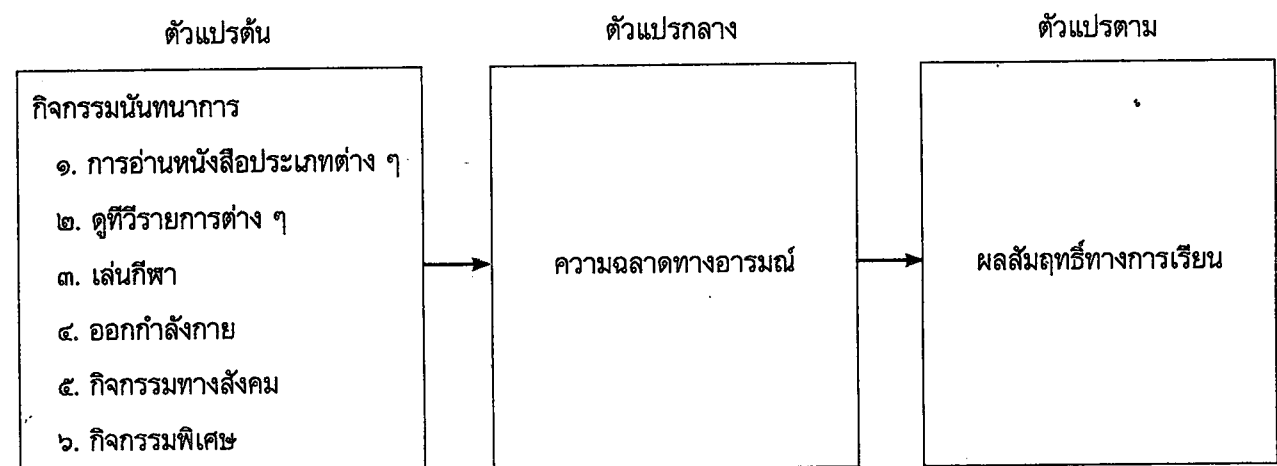 ตัวแปรต้น
ตัวแปรกลาง
ตัวแปรตาม
กิจกรรมนันทนาการ
๑. การอ่านหนังสือประเภทต่าง ๆ
๒. ดูทีวีรายการต่าง ๆ
๓. เล่นกีฬา
๔. ออกกำลังกาย
๕. กิจกรรมทางสังคม
๖. กิจกรรมพิเศษ
ความฉลาดทางอารมณ์
ผลสัมฤทธิ์ทางการเรียน